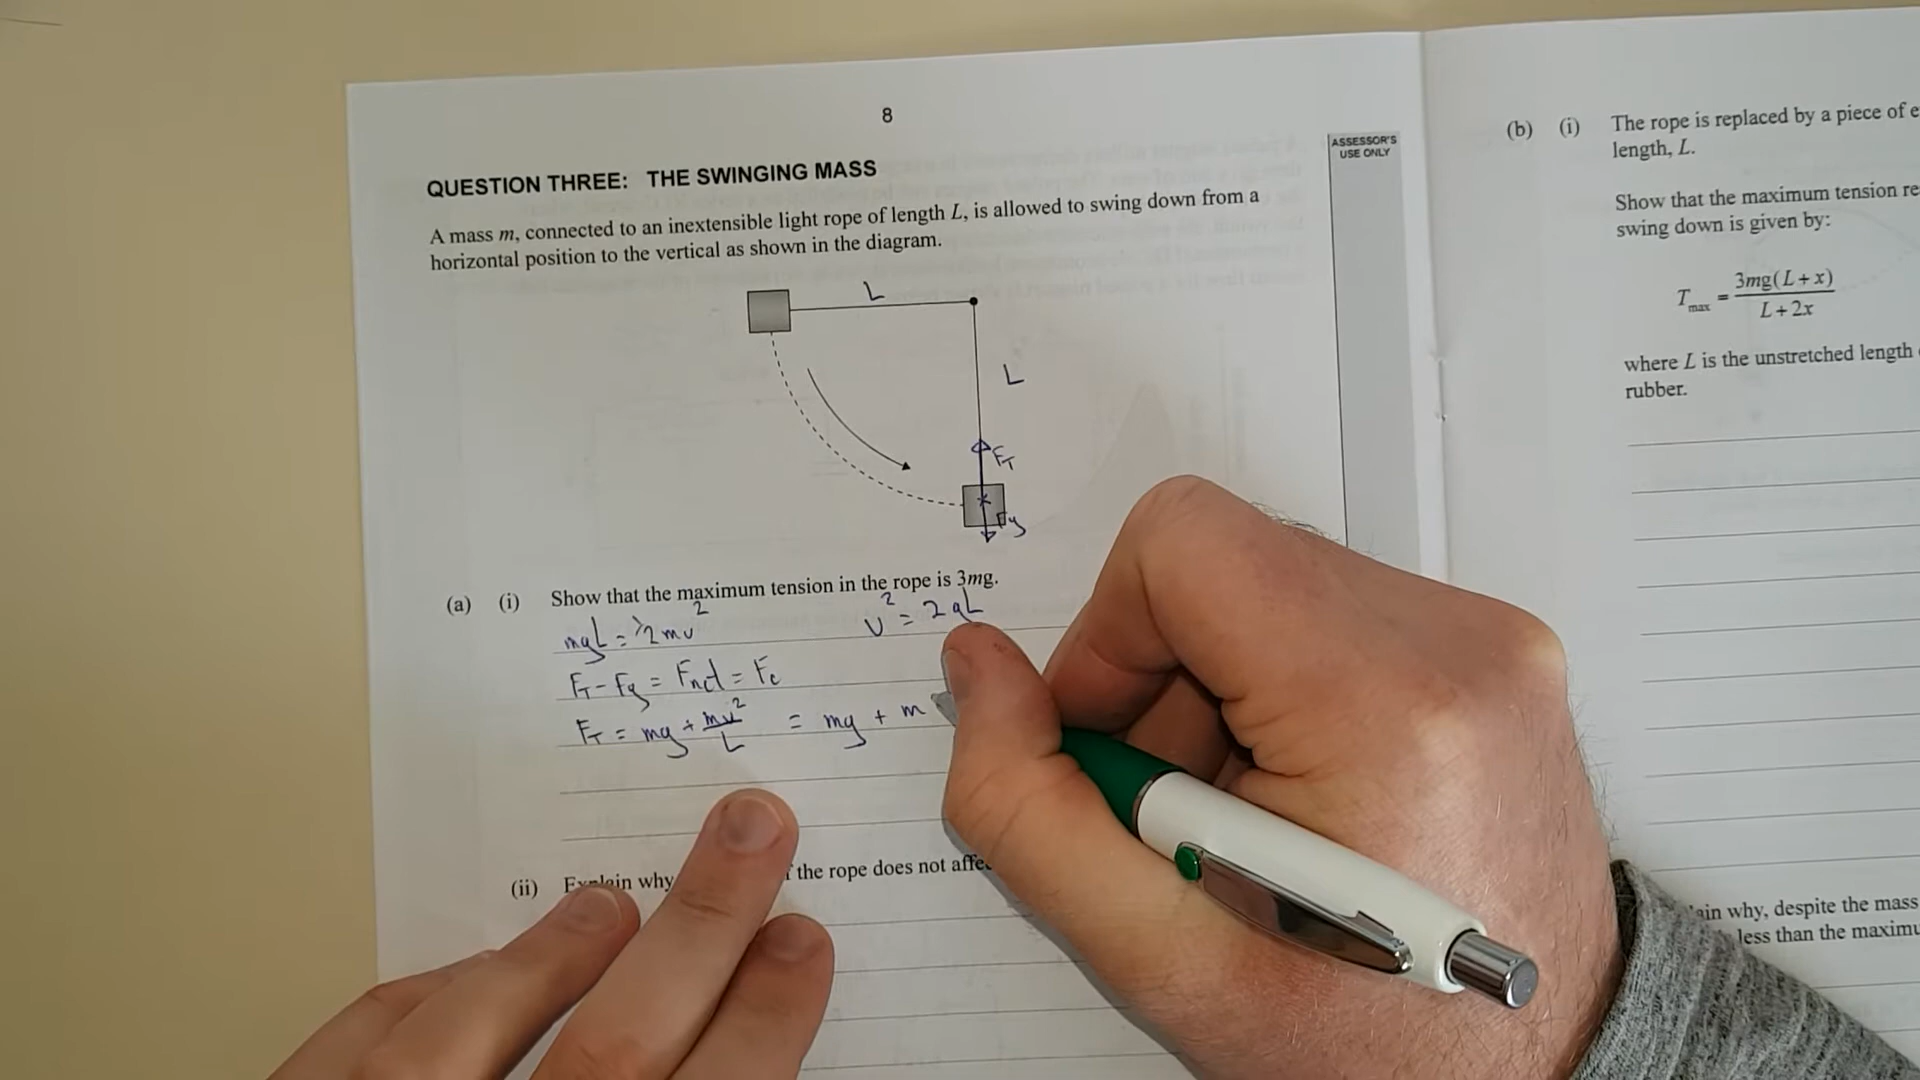 8
ASSESSOR'S
USE ONLY
QUESTION THREE: THE SWINGING MASS
A mass m, connected to an inextensible light rope of length L, is allowed to swing down from a
horizontal position to the vertical as shown in the diagram.
L
L
FT
Fg
(a) (i) Show that the maximum tension in the rope is 3mg.
mgL = 1/2 mv²
v² = 2gL
FT - Fg = Fnet = Fc
FT = mg + mv²/L = mg + m
(ii) Explain why the rope does not
(b) (i) The rope is replaced by a piece of
length, L.
Show that the maximum tension
swing down is given by:
Tmax = 3mg(L+x)/L+2x
where L is the unstretched length
rubber.
why, despite the mass
less than the